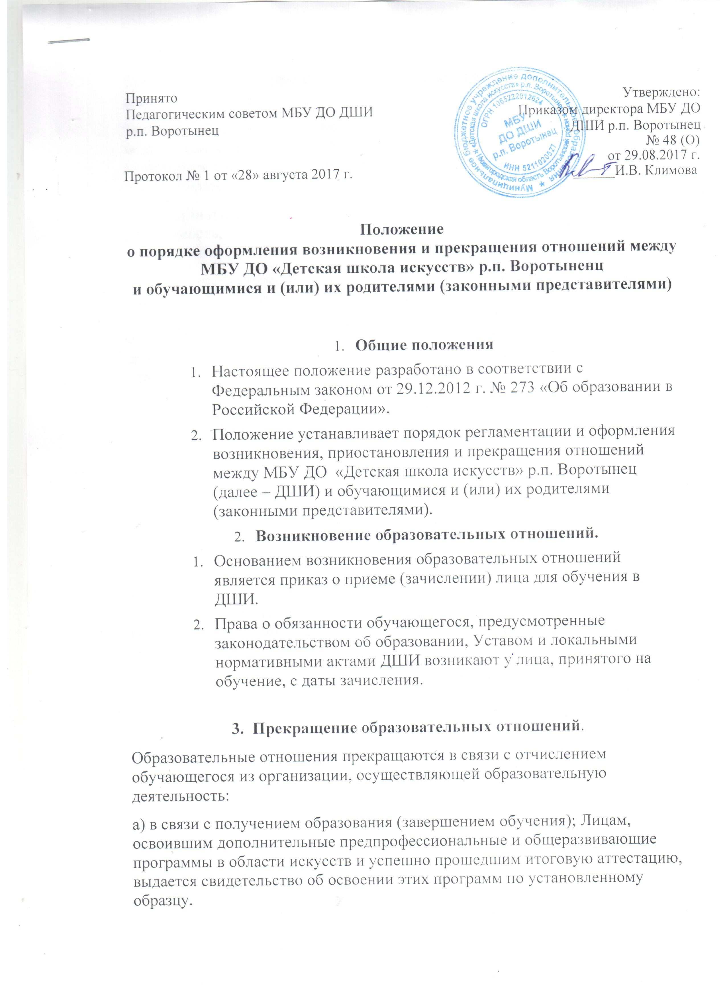 Принято
Педагогическим советом МБУ ДО ДШИ
р.п. Воротынец
Протокол № 1 от «28» августа 2017 г.
Утверждено:
Приказом директора МБУ ДО
ДШИ р.п. Воротынец
№ 48 (О)
от 29.08.2017 г.
И.В. Климова
Муниципальное бюджетное учреждение дополнительного образования
«Детская школа искусств» р.п. Воротынец
Нижегородская область Воротынский
ОГРН 1065222012624
МБУ
ДО ДШИ
р.п. Воротынец
ИНН 5211020527
Положение
о порядке оформления возникновения и прекращения отношений между
МБУ ДО «Детская школа искусств» р.п. Воротыненц
и обучающимися и (или) их родителями (законными представителями)
1. Общие положения
1. Настоящее положение разработано в соответствии с
Федеральным законом от 29.12.2012 г. № 273 «Об образовании в
Российской Федерации».
2. Положение устанавливает порядок регламентации и оформления
возникновения, приостановления и прекращения отношений
между МБУ ДО «Детская школа искусств» р.п. Воротынец
(далее – ДШИ) и обучающимися и (или) их родителями
(законными представителями).
2. Возникновение образовательных отношений.
1. Основанием возникновения образовательных отношений
является приказ о приеме (зачислении) лица для обучения в
ДШИ.
2. Права о обязанности обучающегося, предусмотренные
законодательством об образовании, Уставом и локальными
нормативными актами ДШИ возникают у лица, принятого на
обучение, с даты зачисления.
3. Прекращение образовательных отношений.
Образовательные отношения прекращаются в связи с отчислением
обучающегося из организации, осуществляющей образовательную
деятельность:
а) в связи с получением образования (завершением обучения); Лицам,
освоившим дополнительные предпрофессиональные и общеразвивающие
программы в области искусств и успешно прошедшим итоговую аттестацию,
выдается свидетельство об освоении этих программ по установленному
образцу.